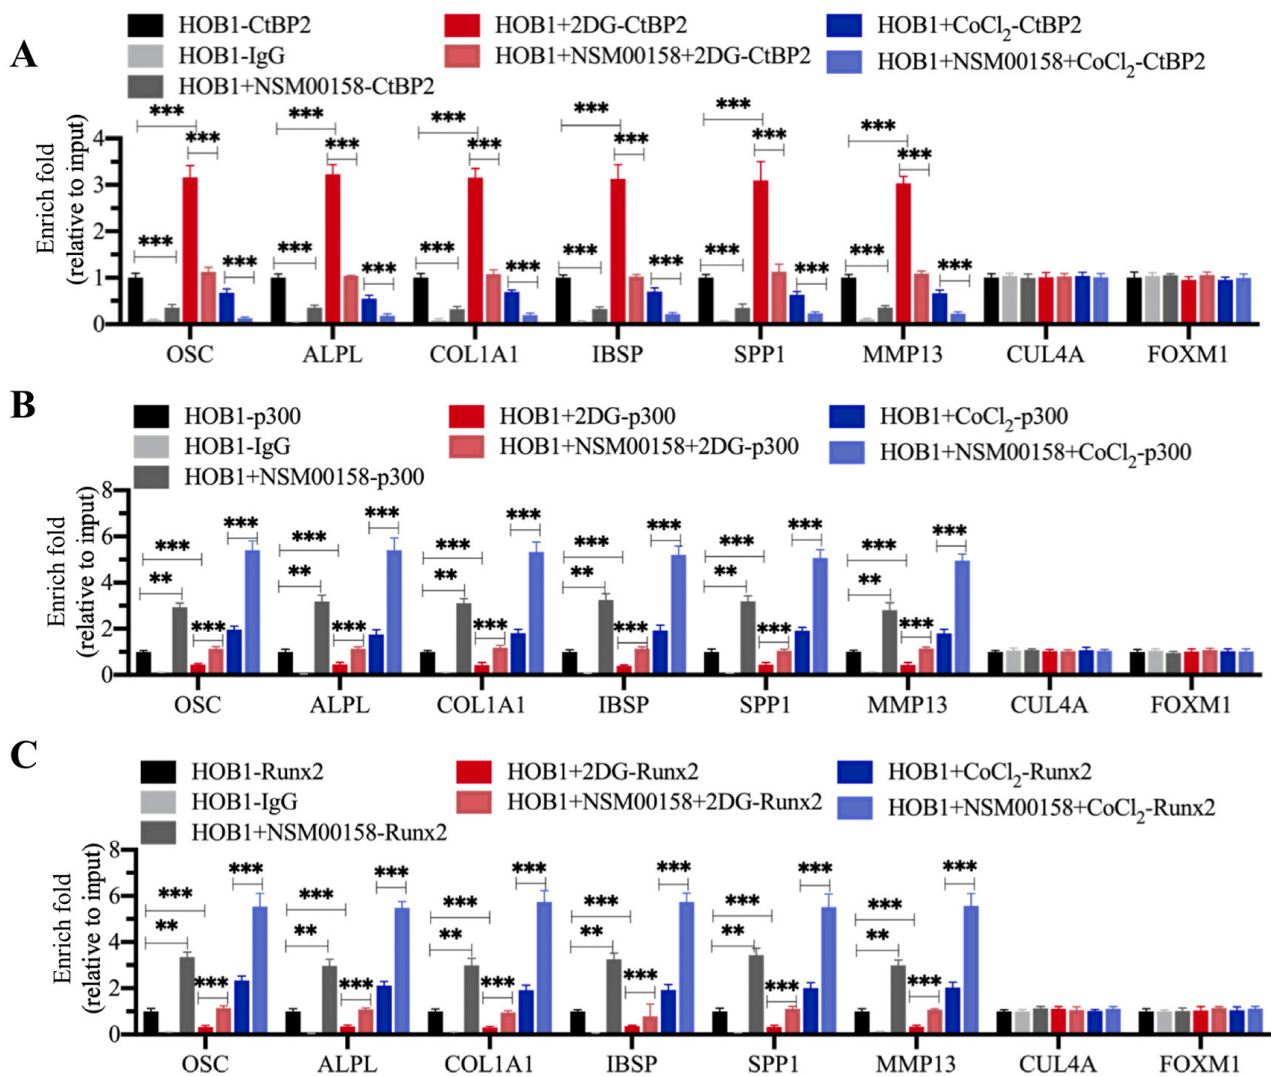 A
HOB1-CtBP2
HOB1+2DG-CtBP2
HOB1+CoCl2-CtBP2
HOB1-IgG
HOB1+NSM00158+2DG-CtBP2
HOB1+NSM00158+CoCl2-CtBP2
HOB1+NSM00158-CtBP2
Enrich fold
(relative to input)
4
3
2
1
0
*** *** *** *** *** ***
*** *** *** *** *** ***
*** *** *** *** *** ***
*** *** *** *** *** ***
OSC ALPL COL1A1 IBSP SPP1 MMP13 CUL4A FOXM1
B
HOB1-p300
HOB1+2DG-p300
HOB1+CoCl2-p300
HOB1-IgG
HOB1+NSM00158+2DG-p300
HOB1+NSM00158+CoCl2-p300
HOB1+NSM00158-p300
Enrich fold
(relative to input)
8
6
4
2
0
*** *** *** *** *** ***
*** *** *** *** *** ***
** ** ** ** ** **
*** *** *** *** *** ***
OSC ALPL COL1A1 IBSP SPP1 MMP13 CUL4A FOXM1
C
HOB1-Runx2
HOB1+2DG-Runx2
HOB1+CoCl2-Runx2
HOB1-IgG
HOB1+NSM00158+2DG-Runx2
HOB1+NSM00158+CoCl2-Runx2
HOB1+NSM00158-Runx2
Enrich fold
(relative to input)
8
6
4
2
0
*** *** *** *** *** ***
*** *** *** *** *** ***
** ** ** ** ** **
*** *** *** *** *** ***
OSC ALPL COL1A1 IBSP SPP1 MMP13 CUL4A FOXM1